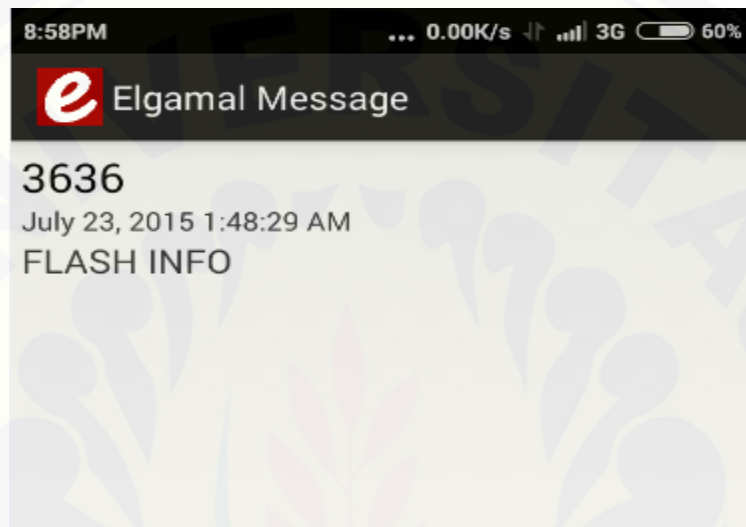 8:58PM ... 0.00K/s 3G 60%
e Elgamal Message
3636
July 23, 2015 1:48:29 AM
FLASH INFO